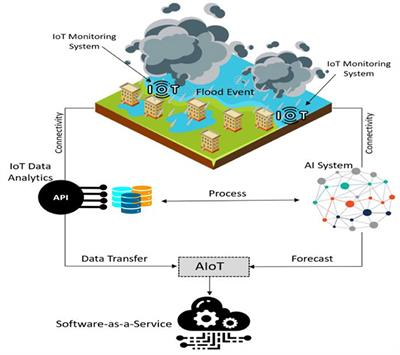 IoT Monitoring
System
IoT Monitoring
System
Flood Event
IOT
IOT
Connectivity
Connectivity
IoT Data
Analytics
API
Process
AI System
Data Transfer
AIoT
Forecast
Software-as-a-Service